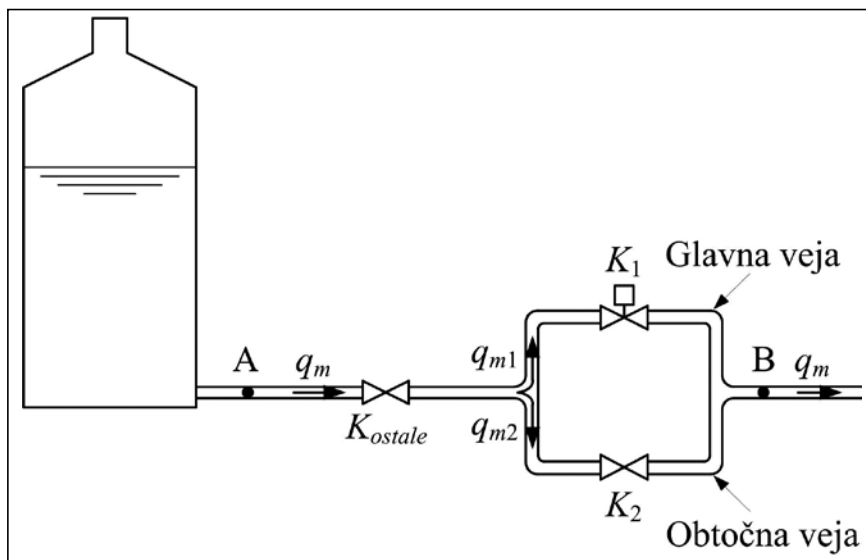 Glavna veja
K1
A
qm
qm1
B
qm
Kostale
qm2
K2
Obtočna veja